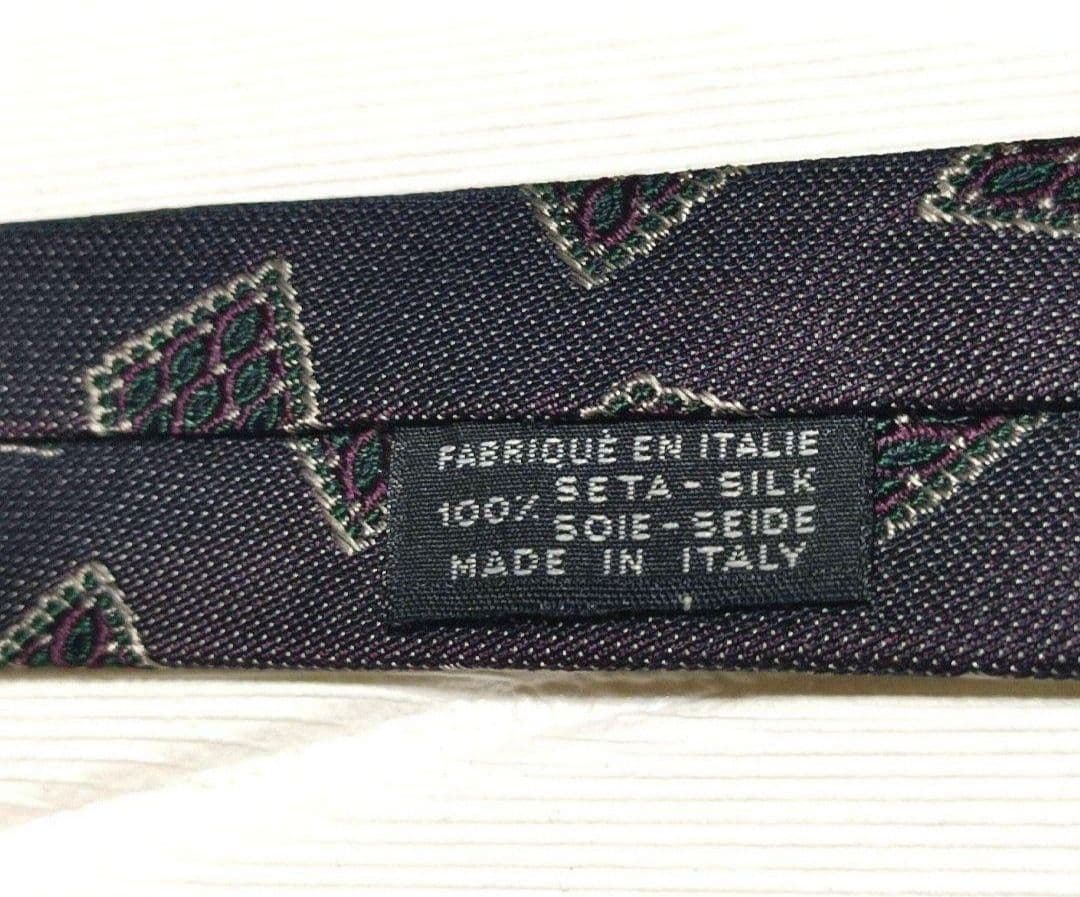 FABRIQUÉ EN ITALIE
SETA - SILK
100%
SOIE - SEIDE
MADE IN ITALY